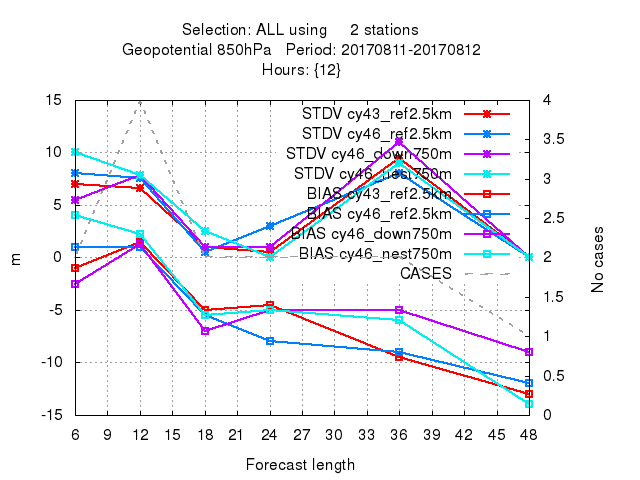 Selection: ALL using     2 stations
Geopotential 850hPa   Period: 20170811-20170812
Hours: {12}
15
10
5
0
-5
-10
-15
m
4
3.5
3
2.5
2
1.5
1
0.5
0
No cases
STDV cy43_ref2.5km
STDV cy46_ref2.5km
STDV cy46_down750m
STDV cy46_nest750m
BIAS cy43_ref2.5km
BIAS cy46_ref2.5km
BIAS cy46_down750m
BIAS cy46_nest750m
CASES
6 9 12 15 18 21 24 27 30 33 36 39 42 45 48
Forecast length